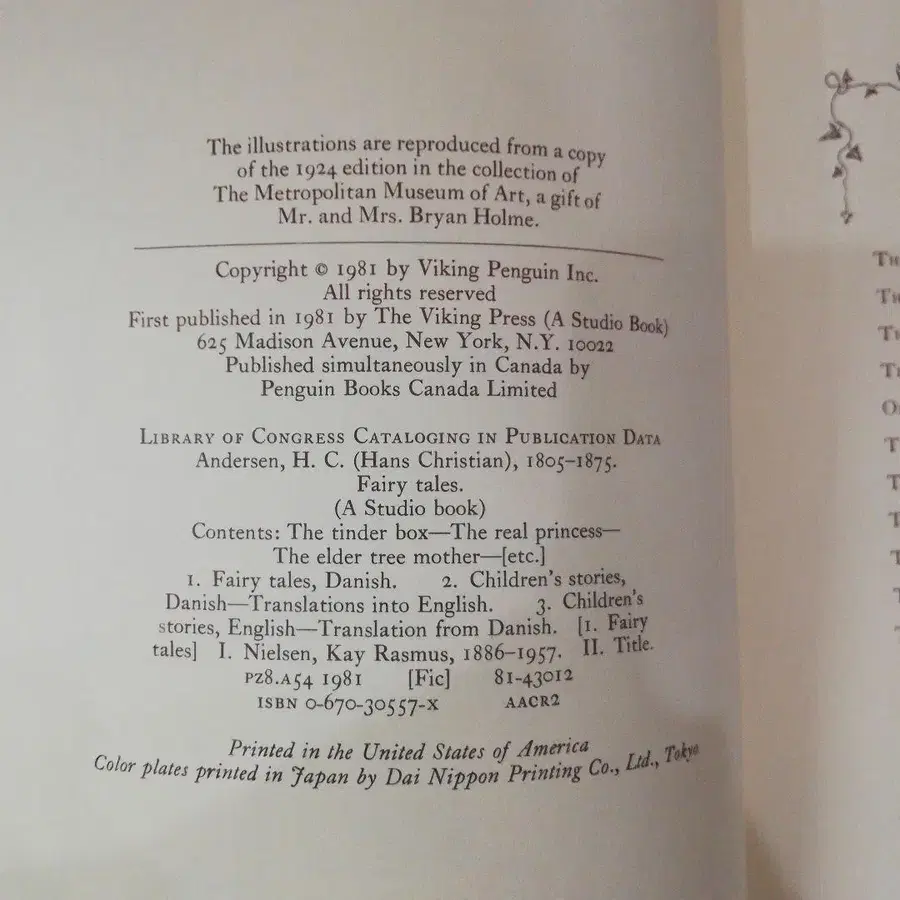 The illustrations are reproduced from a copy
of the 1924 edition in the collection of
The Metropolitan Museum of Art, a gift of
Mr. and Mrs. Bryan Holme.
Copyright © 1981 by Viking Penguin Inc.
All rights reserved
First published in 1981 by The Viking Press (A Studio Book)
625 Madison Avenue, New York, N.Y. 10022
Published simultaneously in Canada by
Penguin Books Canada Limited
LIBRARY OF CONGRESS CATALOGING IN PUBLICATION DATA
Andersen, H. C. (Hans Christian), 1805–1875.
Fairy tales.
(A Studio book)
Contents: The tinder box—The real princess—
The elder tree mother—[etc.]
1. Fairy tales, Danish. 2. Children's stories,
Danish—Translations into English. 3. Children's
stories, English—Translation from Danish. [1. Fairy
tales] I. Nielsen, Kay Rasmus, 1886–1957. II. Title.
PZ8.A54 1981 [Fic] 81-43012
ISBN 0-670-30557-X AACR2
Printed in the United States of America
Color plates printed in Japan by Dai Nippon Printing Co., Ltd., Tokyo